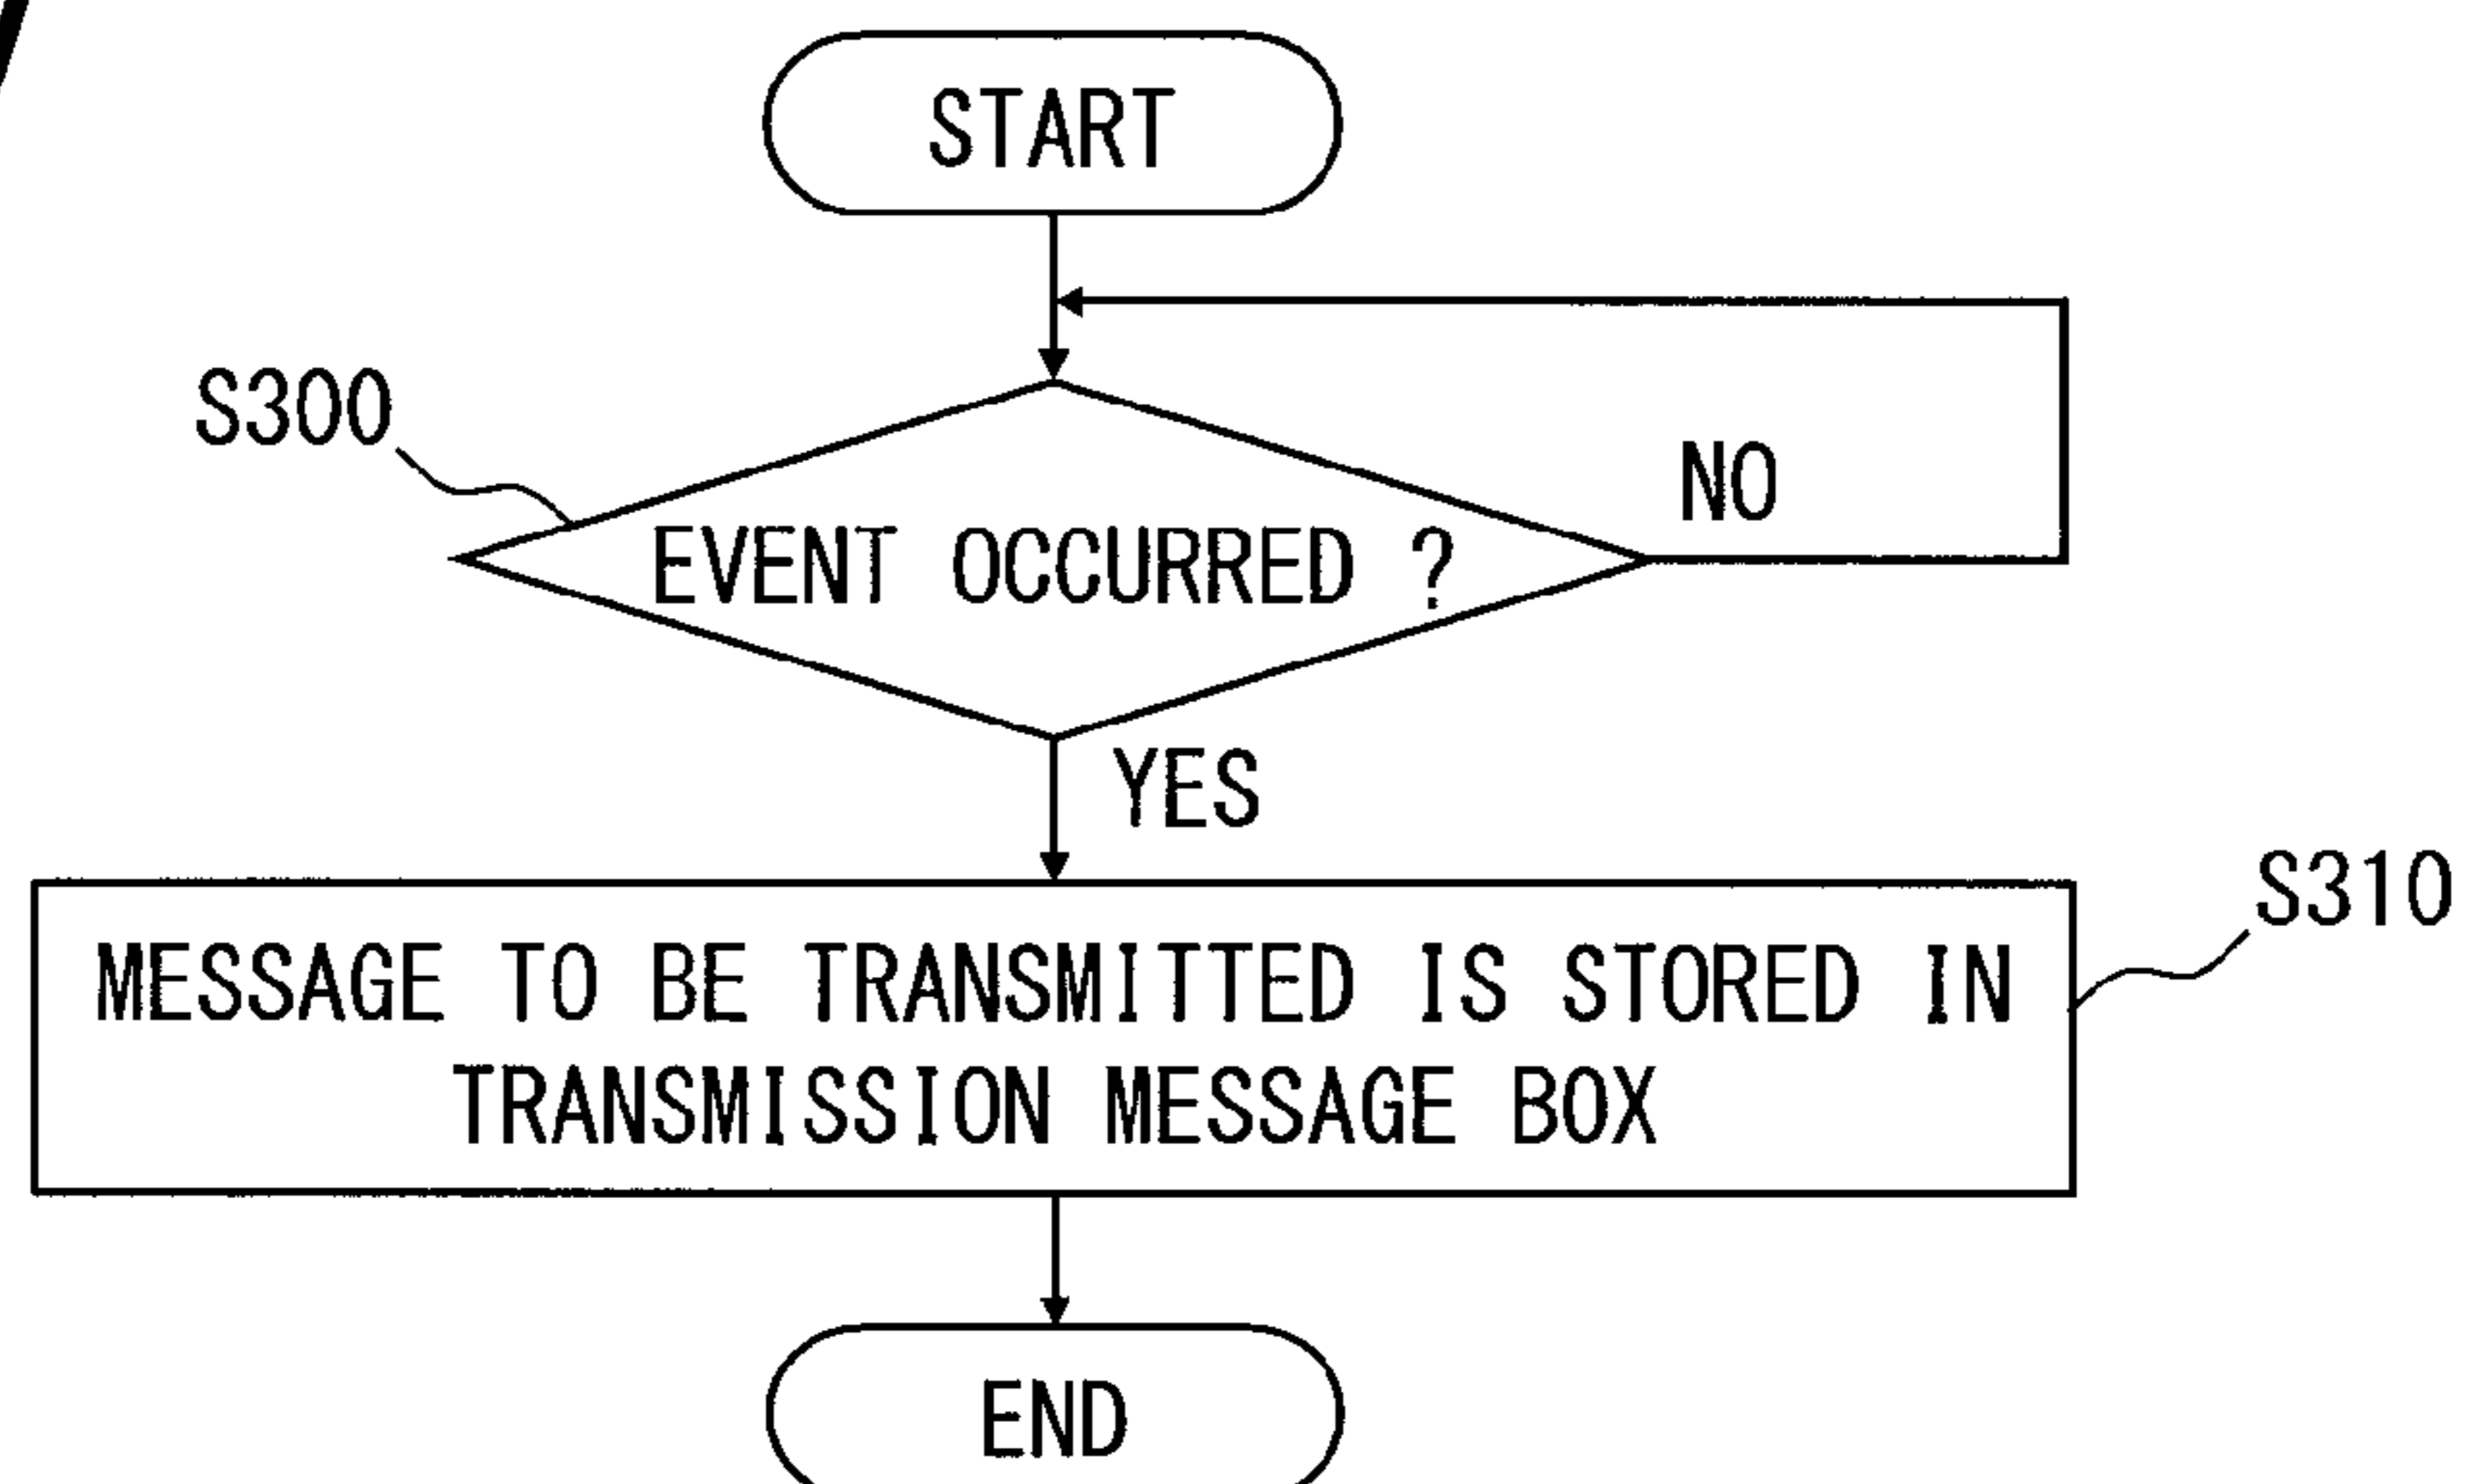 START
S300
NO
EVENT OCCURRED ?
YES
S310
MESSAGE TO BE TRANSMITTED IS STORED IN
TRANSMISSION MESSAGE BOX
END